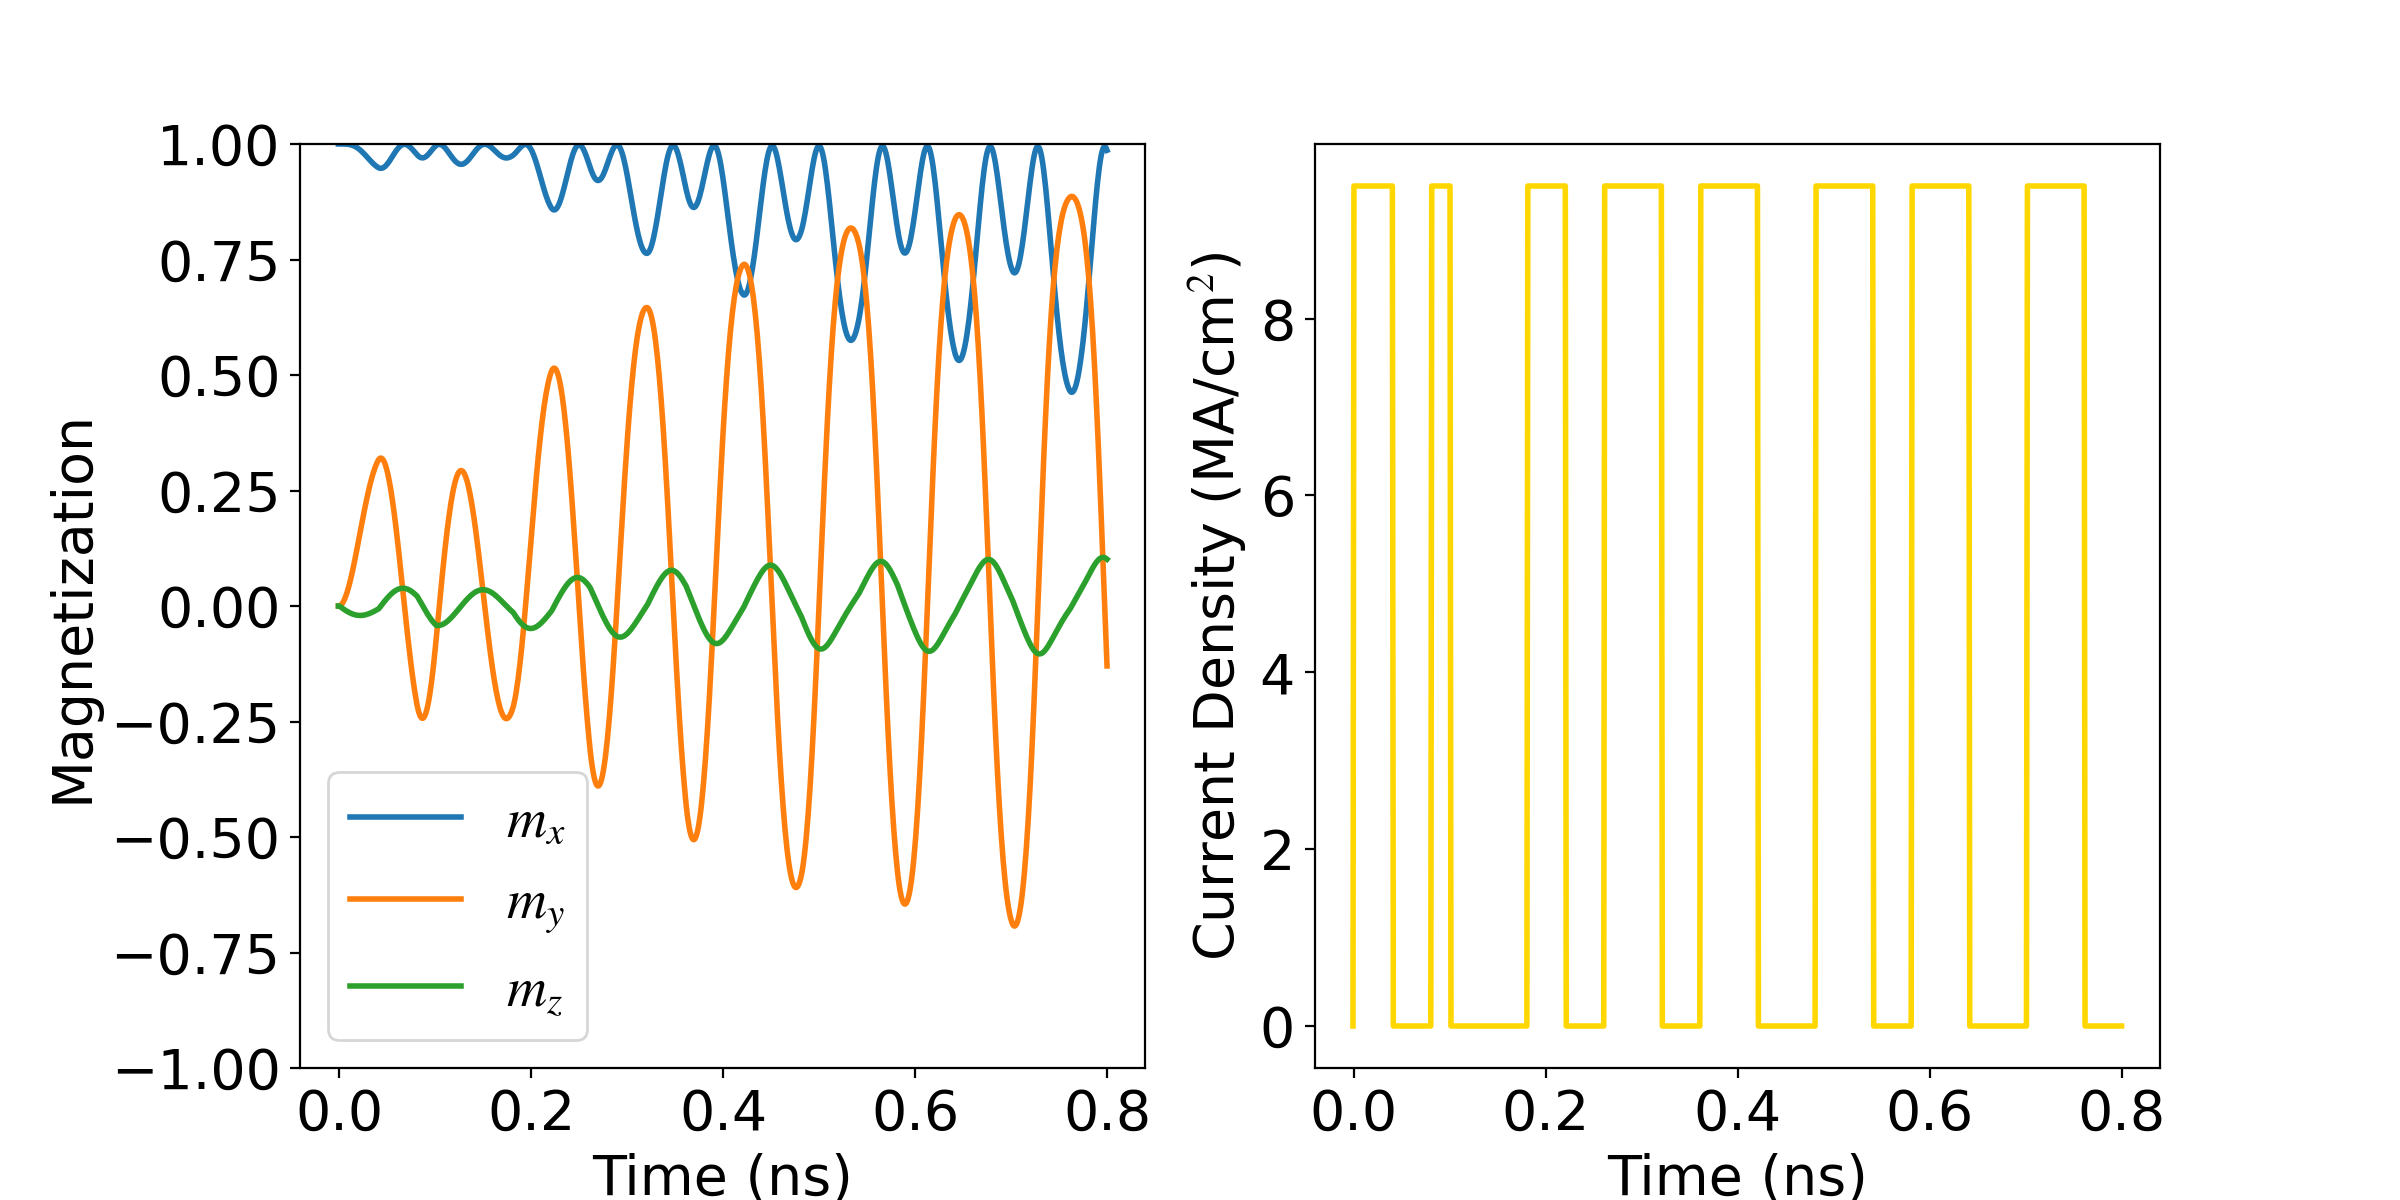 1.00
0.75
0.50
0.25
0.00
−0.25
−0.50
−0.75
−1.00
Magnetization
m_x
m_y
m_z
0.0 0.2 0.4 0.6 0.8
Time (ns)
Current Density (MA/cm²)
8
6
4
2
0
0.0 0.2 0.4 0.6 0.8
Time (ns)